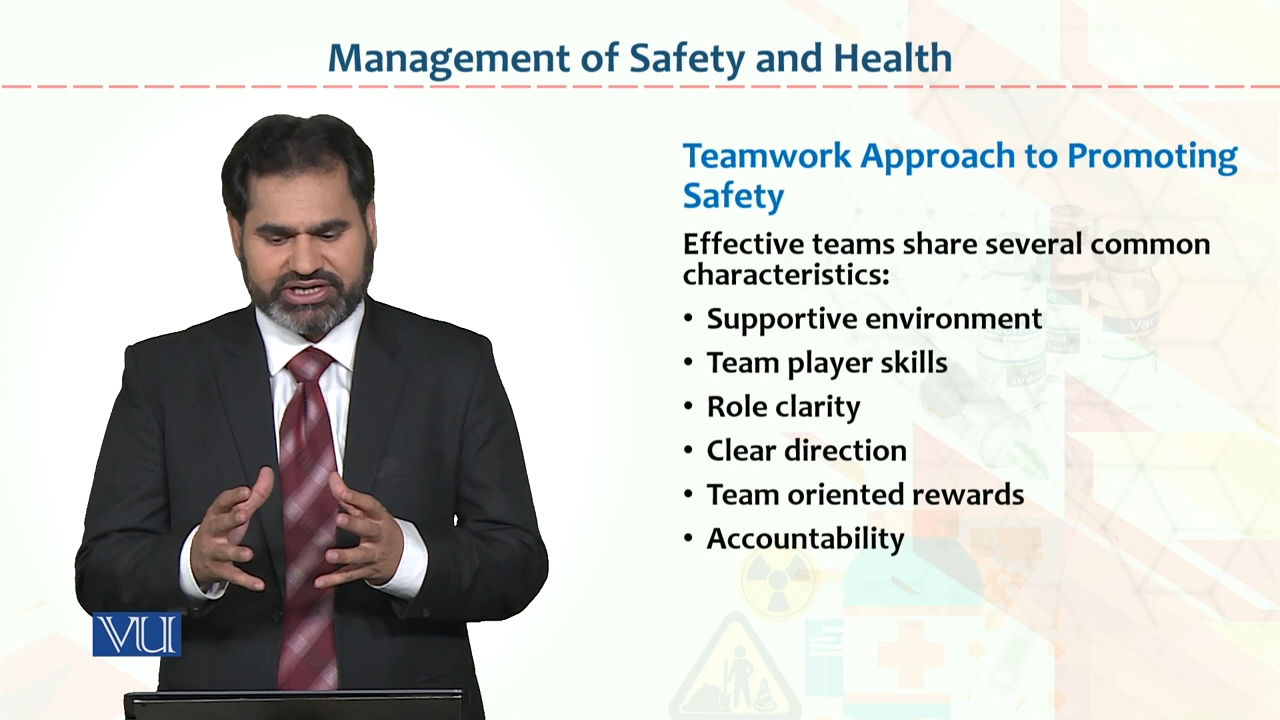 Management of Safety and Health
Teamwork Approach to Promoting
Safety
Effective teams share several common
characteristics:
• Supportive environment
• Team player skills
• Role clarity
• Clear direction
• Team oriented rewards
• Accountability
VU